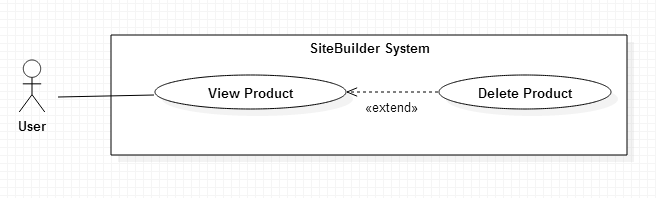 SiteBuilder System
View Product
Delete Product
«extend»
User